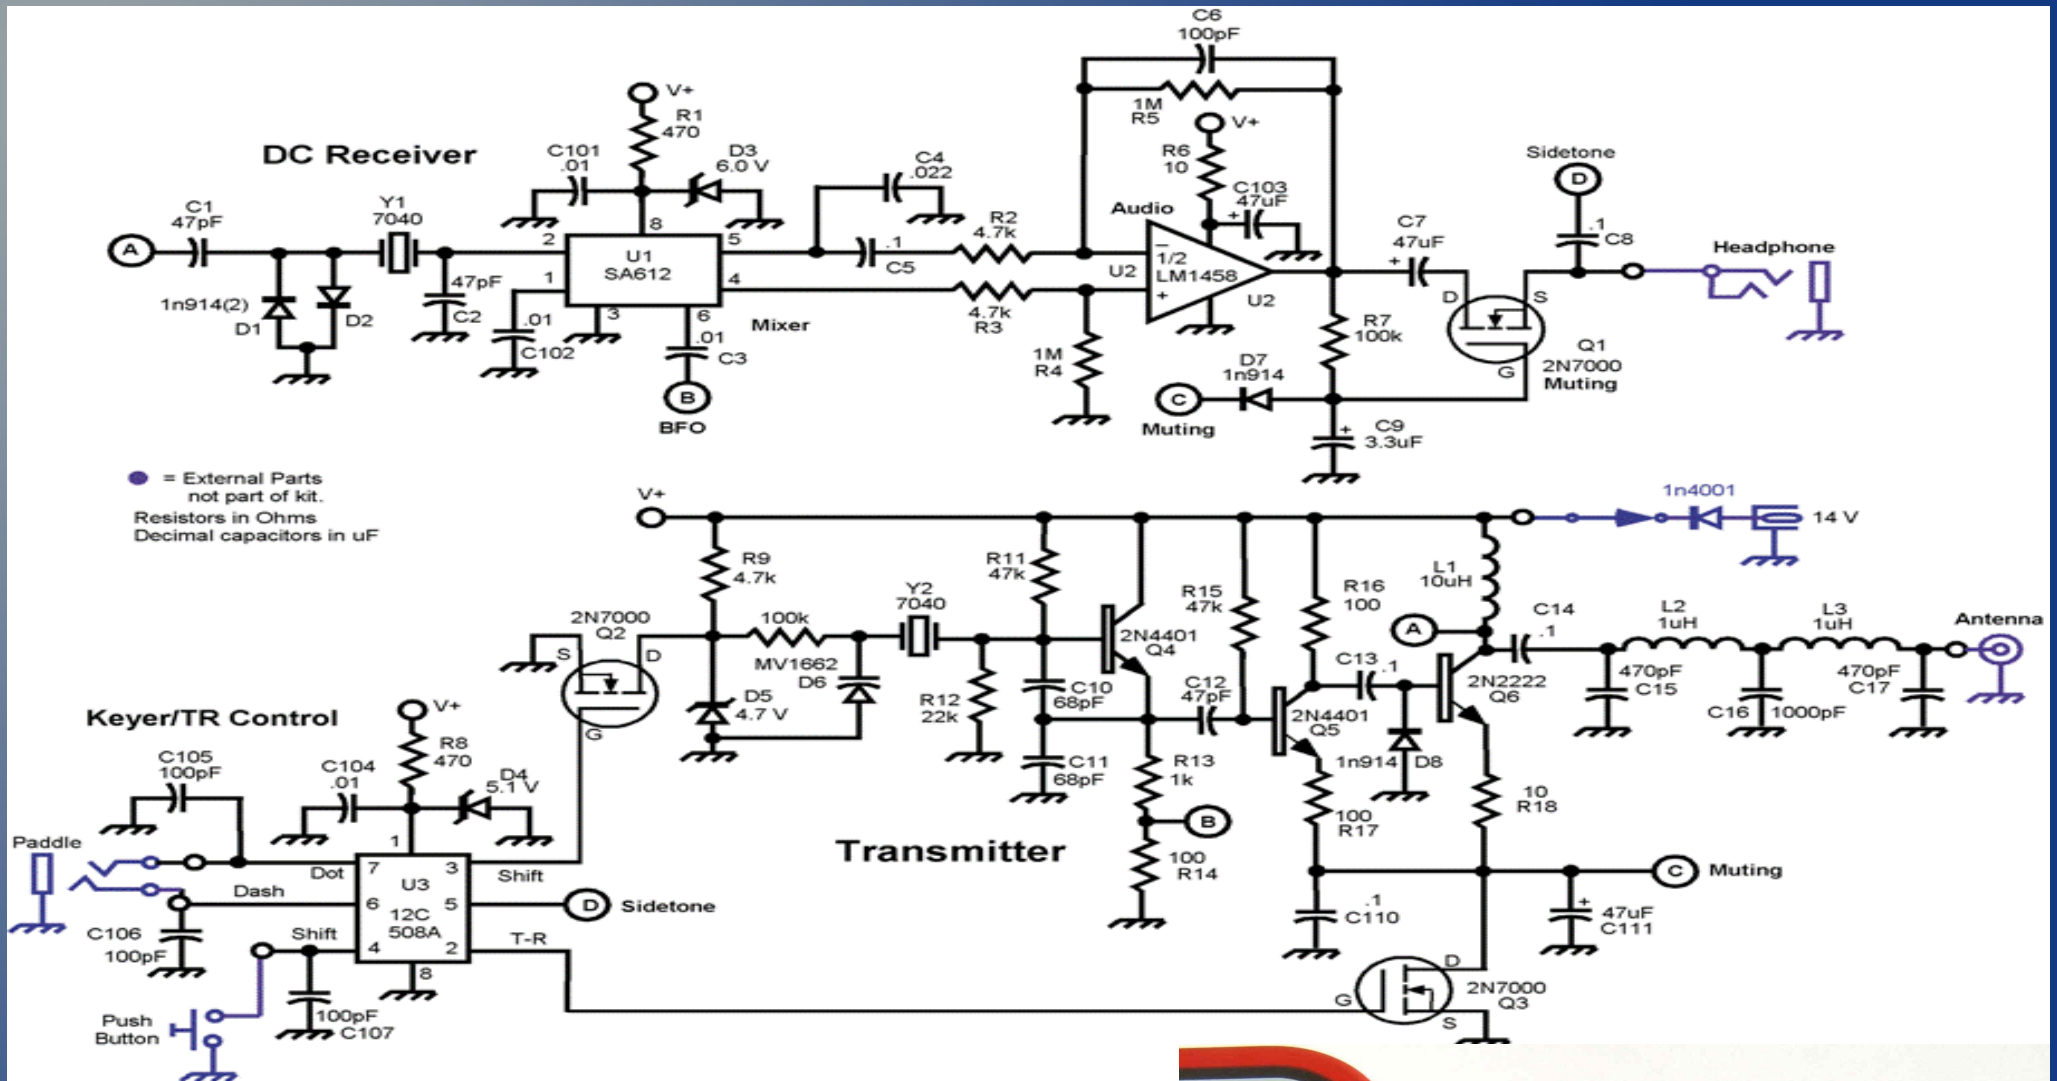 C6
100pF
1M
R5
V+
R1
470
DC Receiver
C101
.01
D3
6.0 V
C4
.022
V+
R6
10
C103
47uF
+
Sidetone
D
C1
47pF
Y1
7040
A
8
2
5
1
4
3
6
U1
SA612
.1
C5
R2
4.7k
4.7k
R3
Audio
–
1/2
LM1458
+
U2
U2
C7
47uF
+
.1
C8
Headphone
1n914(2)
D1
D2
47pF
C2
.01
C102
.01
C3
Mixer
B
BFO
1M
R4
R7
100k
D
S
G
Q1
2N7000
Muting
D7
1n914
C
Muting
+
C9
3.3uF
= External Parts
not part of kit.
Resistors in Ohms
Decimal capacitors in uF
V+
1n4001
14 V
R9
4.7k
R11
47k
R15
47k
R16
100
L1
10uH
2N7000
Q2
S
D
G
100k
MV1662
D6
Y2
7040
2N4401
Q4
A
C14
.1
L2
1uH
L3
1uH
Antenna
D5
4.7 V
R12
22k
C10
68pF
C12
47pF
C13
.1
2N2222
Q6
470pF
C15
C16
1000pF
470pF
C17
Keyer/TR Control
V+
R8
470
C105
100pF
C104
.01
D4
5.1 V
C11
68pF
R13
1k
2N4401
Q5
1n914
D8
100
R17
10
R18
B
Transmitter
100
R14
Paddle
Dot
Dash
Shift
1
7
3
6
5
4
2
8
U3
12C
508A
Shift
D
Sidetone
T-R
C106
100pF
100pF
C107
Push
Button
C
Muting
.1
C110
+
47uF
C111
D
G
S
2N7000
Q3